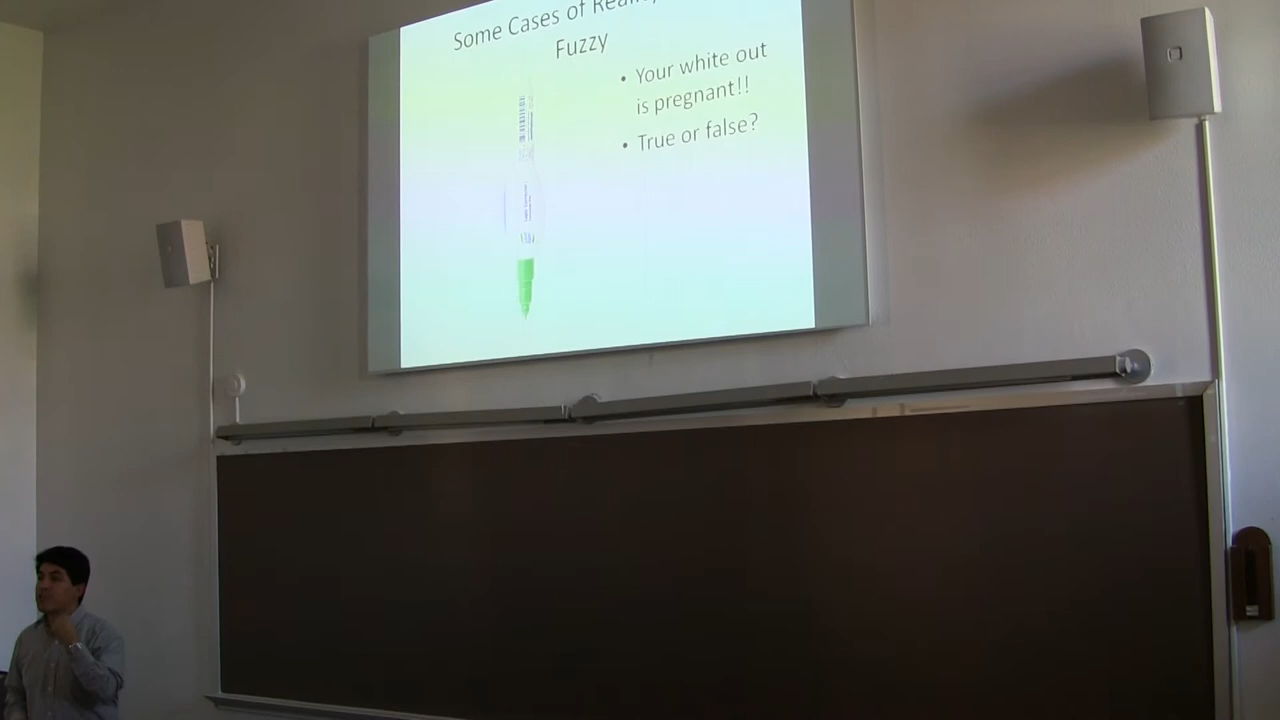 Some Cases of
Fuzzy
• Your white out
is pregnant!!
• True or false?